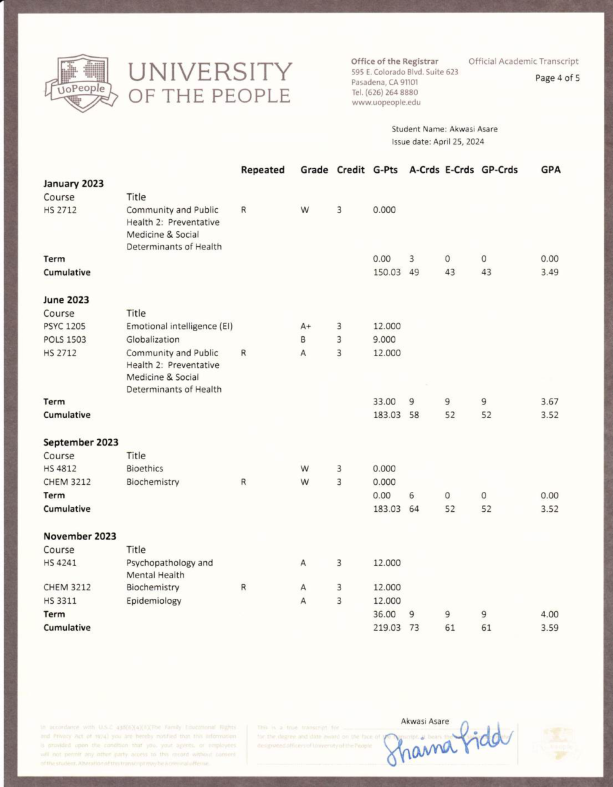 UoPeople
UNIVERSITY
OF THE PEOPLE
Office of the Registrar
595 E. Colorado Blvd. Suite 623
Pasadena, CA 91101
Tel. (626) 264 8880
www.uopeople.edu
Official Academic Transcript
Page 4 of 5
Student Name: Akwasi Asare
Issue date: April 25, 2024
Repeated Grade Credit G-Pts A-Crds E-Crds GP-Crds GPA
January 2023
Course Title
HS 2712 Community and Public R W 3 0.000
Health 2: Preventative
Medicine & Social
Determinants of Health
Term 0.00 3 0 0 0.00
Cumulative 150.03 49 43 43 3.49
June 2023
Course Title
PSYC 1205 Emotional intelligence (EI) A+ 3 12.000
POLS 1503 Globalization B 3 9.000
HS 2712 Community and Public R A 3 12.000
Health 2: Preventative
Medicine & Social
Determinants of Health
Term 33.00 9 9 9 3.67
Cumulative 183.03 58 52 52 3.52
September 2023
Course Title
HS 4812 Bioethics W 3 0.000
CHEM 3212 Biochemistry R W 3 0.000
Term 0.00 6 0 0 0.00
Cumulative 183.03 64 52 52 3.52
November 2023
Course Title
HS 4241 Psychopathology and A 3 12.000
Mental Health
CHEM 3212 Biochemistry R A 3 12.000
HS 3311 Epidemiology A 3 12.000
Term 36.00 9 9 9 4.00
Cumulative 219.03 73 61 61 3.59
Akwasi Asare